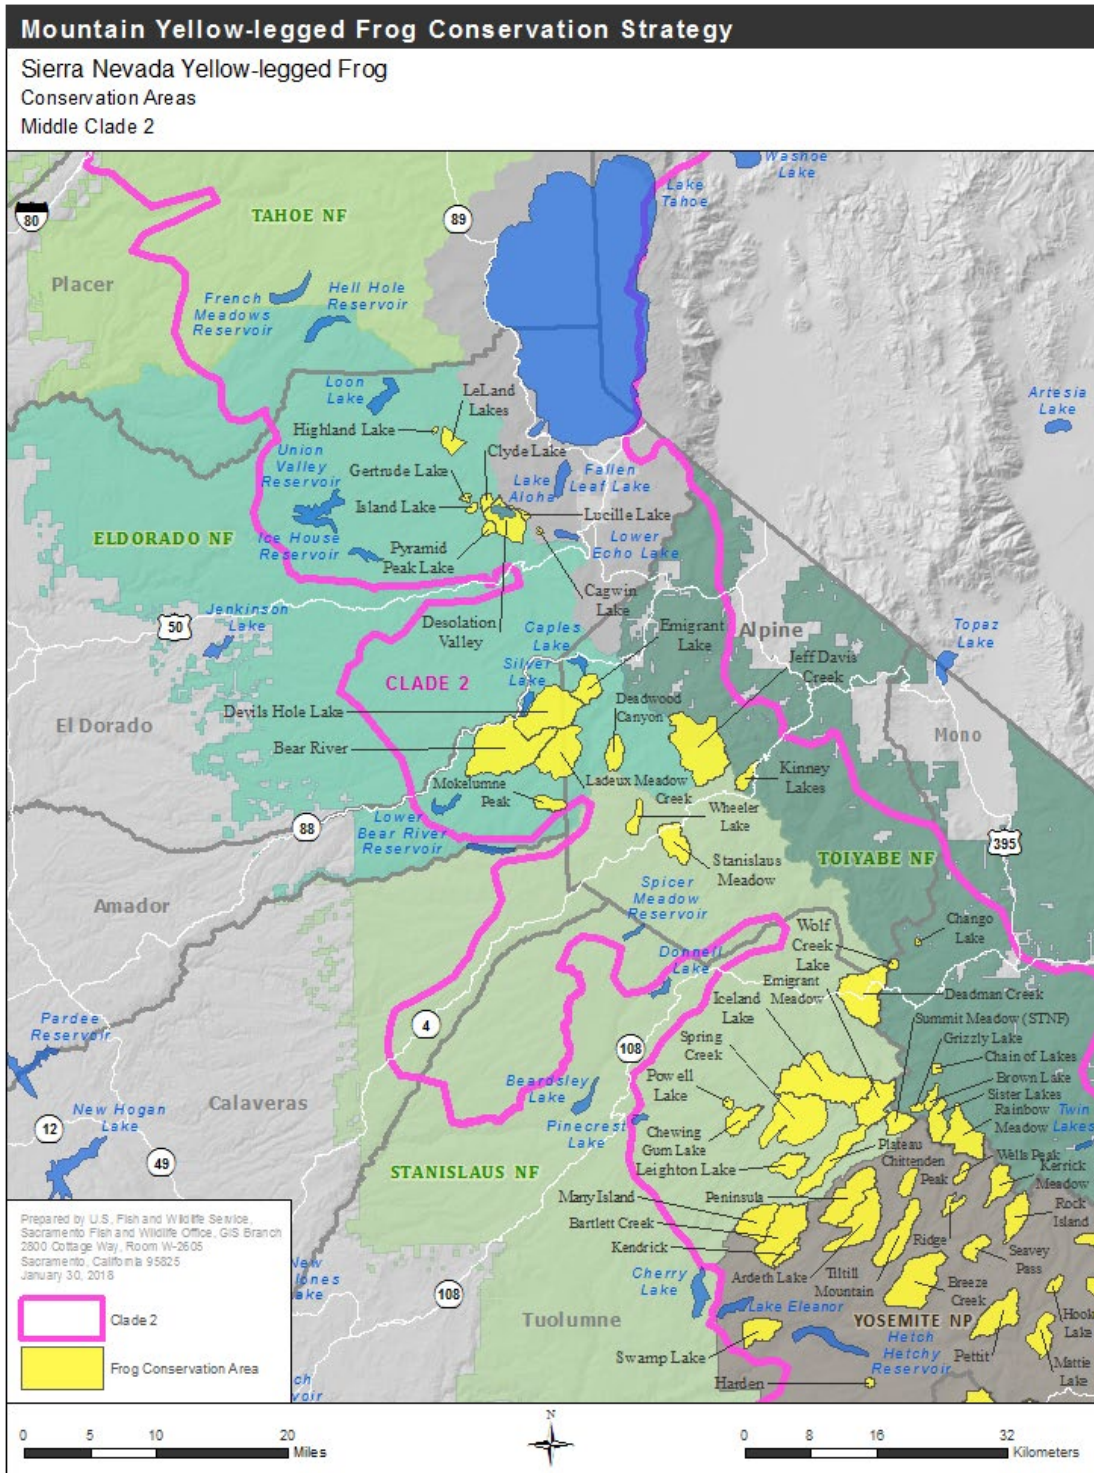 Mountain Yellow-legged Frog Conservation Strategy
Sierra Nevada Yellow-legged Frog
Conservation Areas
Middle Clade 2
Washoe
Lake
Lake
Tahoe
80
TAHOE NF
89
Placer
French
Meadows
Reservoir
Hell Hole
Reservoir
Loon
Lake
LeLand
Lakes
Artesia
Lake
Highland Lake
Union
Valley
Reservoir
Clyde Lake
Gertrude Lake
Lake
Aloha
Fallen
Leaf Lake
Island Lake
Lucille Lake
ELDORADO NF
Ice House
Reservoir
Pyramid
Peak Lake
Lower
Echo Lake
Cagwin
Lake
Jenkinson
Lake
50
Desolation
Valley
Caples
Lake
Emigrant
Lake
Alpine
Topaz
Lake
Jeff Davis
Creek
CLADE 2
Silver
Lake
Deadwood
Canyon
El Dorado
Devils Hole Lake
Mono
Bear River
Kinney
Lakes
Ladeux Meadow
Creek
Mokelumne
Peak
Wheeler
Lake
88
Lower
Bear River
Reservoir
395
TOIYABE NF
Stanislaus
Meadow
Amador
Spicer
Meadow
Reservoir
Chango
Lake
Wolf
Creek
Lake
Donnell
Lake
Emigrant
Meadow
Iceland
Lake
Deadman Creek
Pardee
Reservoir
4
Summit Meadow (STNF)
Spring
Creek
108
Grizzly Lake
Chain of Lakes
Powell
Lake
Beardsley
Lake
Brown Lake
Sister Lakes
Calaveras
New Hogan
Lake
Rainbow
Meadow
Twin
Lakes
12
Pinecrest
Lake
Chewing
Gum Lake
Plateau
49
STANISLAUS NF
Leighton Lake
Chittenden
Peak
Wells Peak
Kerrick
Meadow
Many Island
Peninsula
Rock
Island
Bartlett Creek
Ridge
Kendrick
Seavey
Pass
Cherry
Lake
Ardeth Lake
Tiltill
Mountain
Breeze
Creek
108
Lake Eleanor
Hook
Lake
Tuolumne
YOSEMITE NP
Hetch
Hetchy
Reservoir
Swamp Lake
Pettit
Mattie
Lake
Harden
New
Prepared by U.S. Fish and Wildlife Service,
Sacramento Fish and Wildlife Office, GIS Branch
2800 Cottage Way, Room W-2605
Sacramento, California 95825
January 30, 2018
Clade 2
Frog Conservation Area
0 5 10 20
Miles
N
0 8 16 32
Kilometers